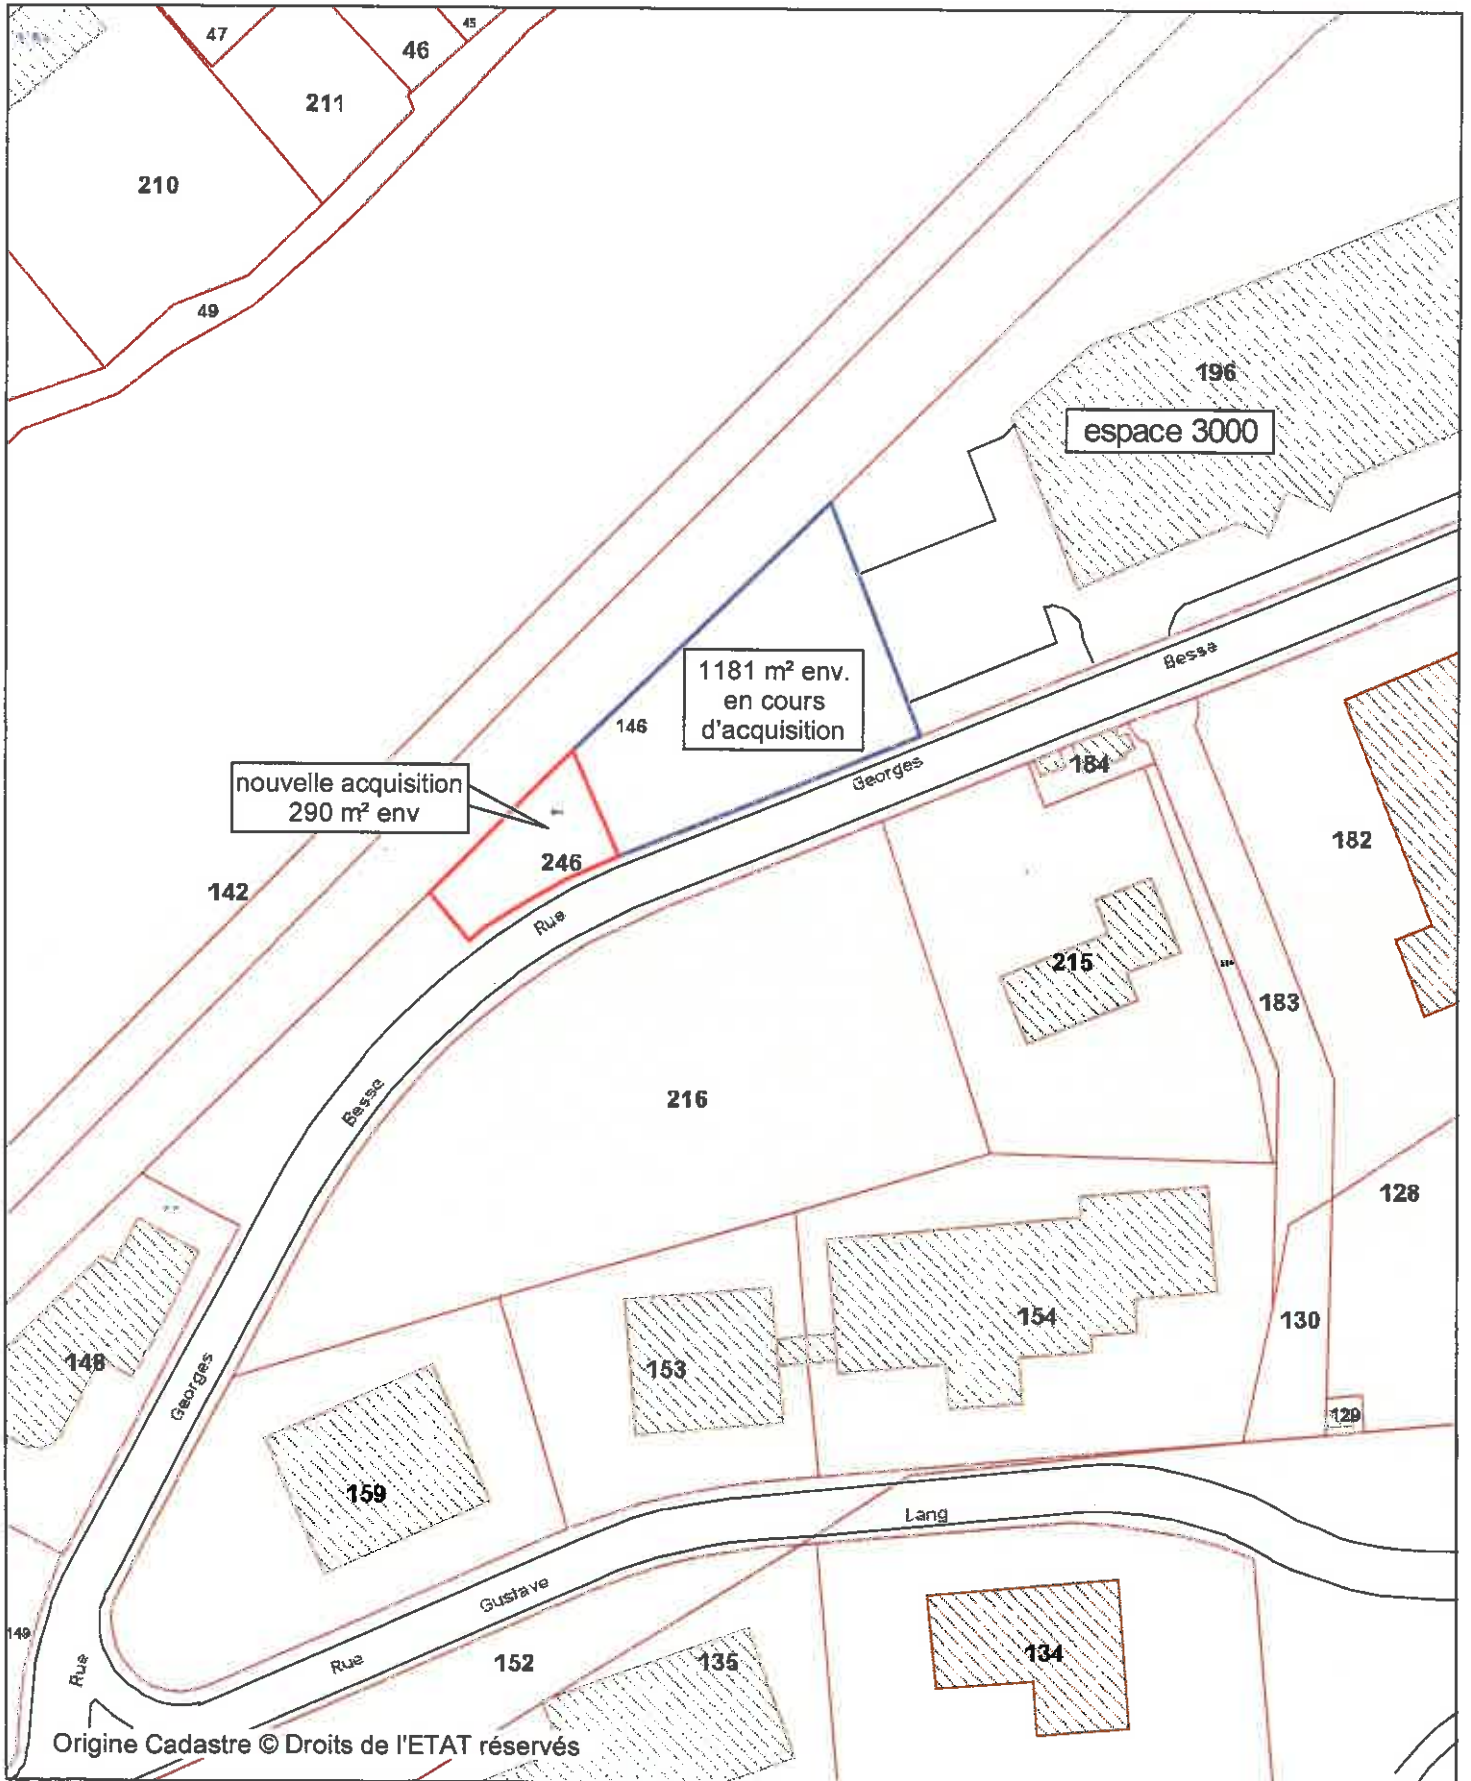 47
46
45
211
210
49
196
espace 3000
1181 m² env.
en cours
d'acquisition
146
Besse
Georges
184
nouvelle acquisition
290 m² env
246
182
142
Rue
215
183
216
Besse
128
154
130
148
153
Georges
129
159
Lang
Gustave
149
Rue
Rue
152
135
134
Origine Cadastre © Droits de l'ETAT réservés